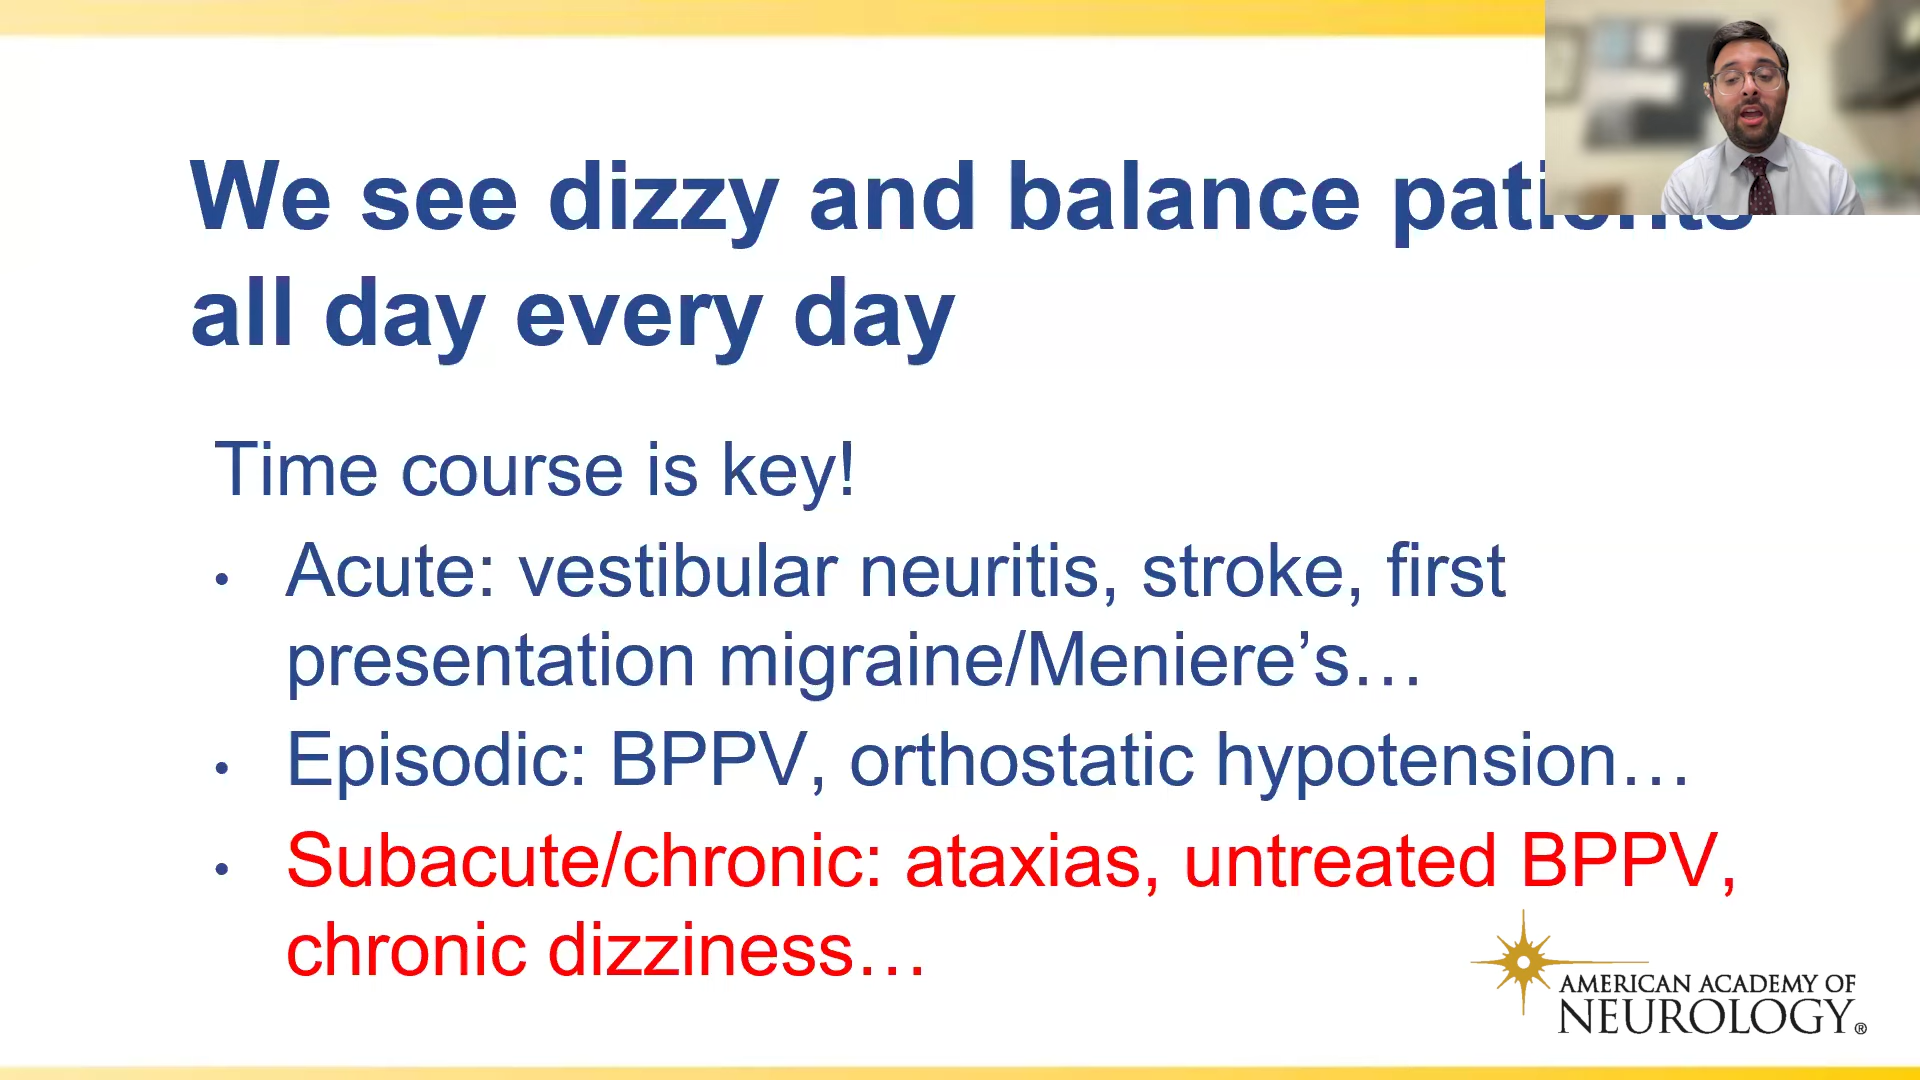 We see dizzy and balance patients
all day every day
Time course is key!
• Acute: vestibular neuritis, stroke, first
presentation migraine/Meniere’s…
• Episodic: BPPV, orthostatic hypotension…
• Subacute/chronic: ataxias, untreated BPPV,
chronic dizziness…
AMERICAN ACADEMY OF
NEUROLOGY®